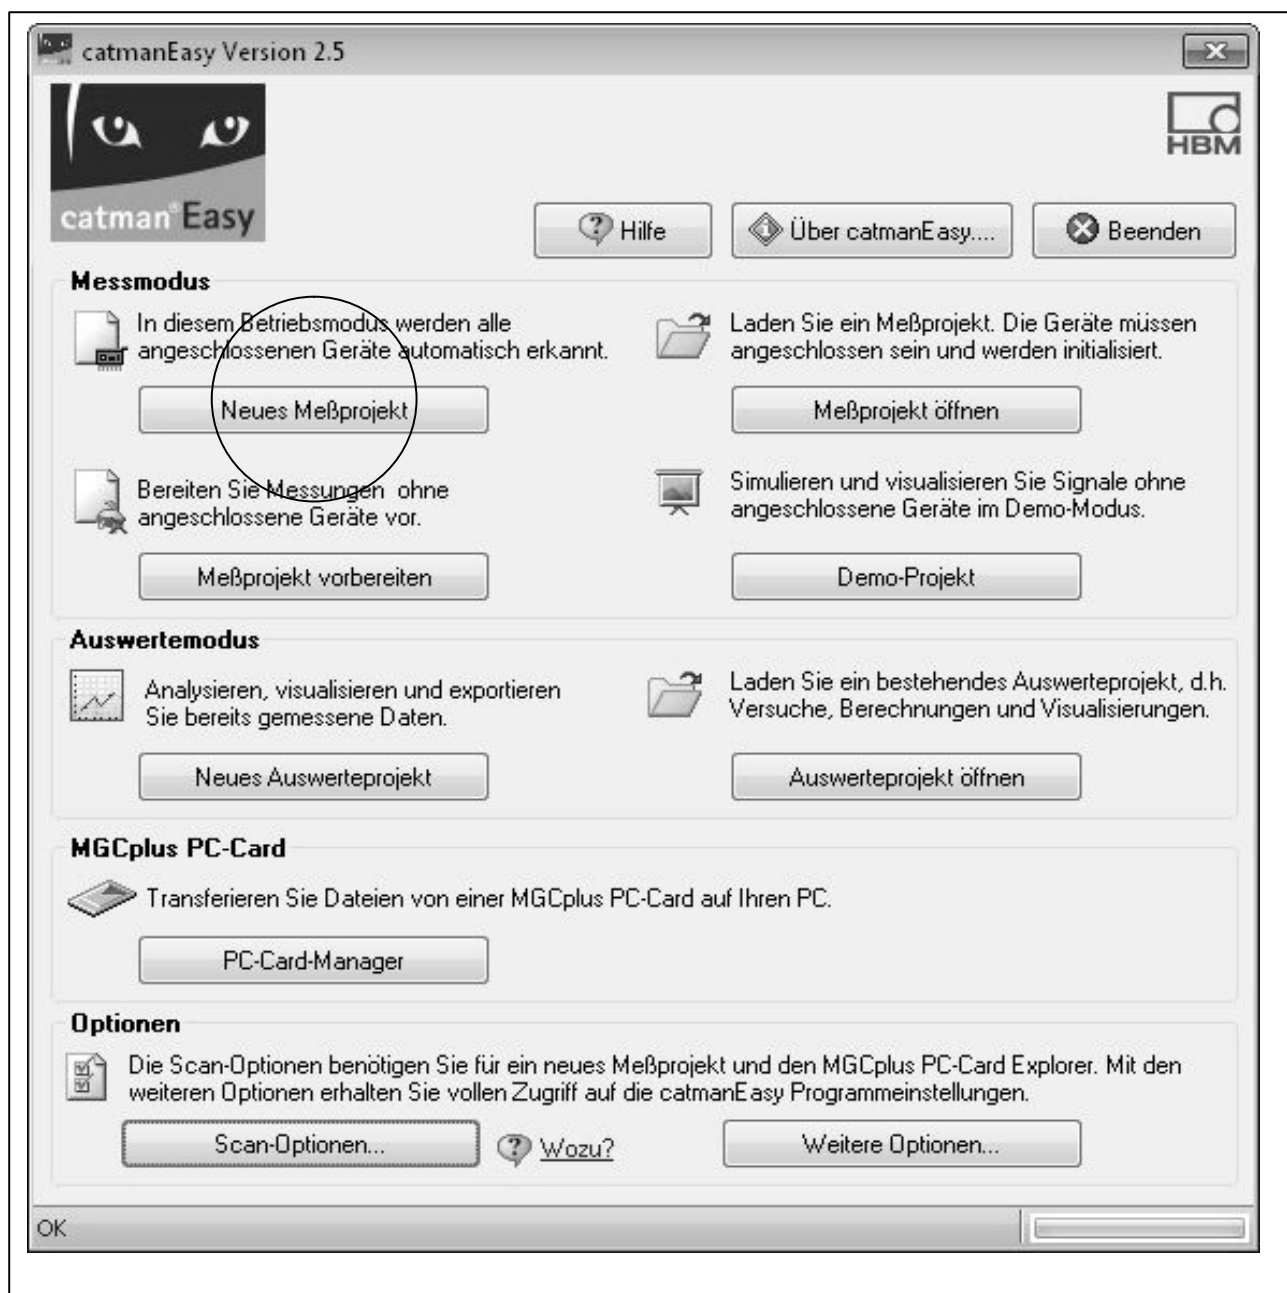 catmanEasy Version 2.5
catman®Easy
HBM
Hilfe
Über catmanEasy....
Beenden
Messmodus
In diesem Betriebsmodus werden alle
angeschlossenen Geräte automatisch erkannt.
Neues Meßprojekt
Laden Sie ein Meßprojekt. Die Geräte müssen
angeschlossen sein und werden initialisiert.
Meßprojekt öffnen
Bereiten Sie Messungen ohne
angeschlossene Geräte vor.
Meßprojekt vorbereiten
Simulieren und visualisieren Sie Signale ohne
angeschlossene Geräte im Demo-Modus.
Demo-Projekt
Auswertemodus
Analysieren, visualisieren und exportieren
Sie bereits gemessene Daten.
Neues Auswerteprojekt
Laden Sie ein bestehendes Auswerteprojekt, d.h.
Versuche, Berechnungen und Visualisierungen.
Auswerteprojekt öffnen
MGCplus PC-Card
Transferieren Sie Dateien von einer MGCplus PC-Card auf Ihren PC.
PC-Card-Manager
Optionen
Die Scan-Optionen benötigen Sie für ein neues Meßprojekt und den MGCplus PC-Card Explorer. Mit den
weiteren Optionen erhalten Sie vollen Zugriff auf die catmanEasy Programmeinstellungen.
Scan-Optionen...
Wozu?
Weitere Optionen...
OK